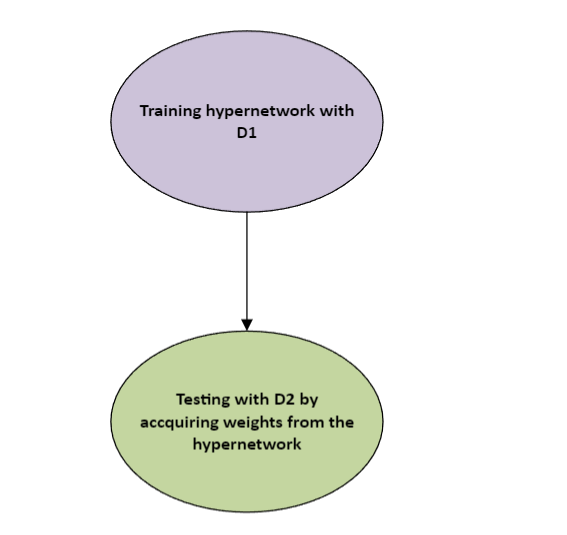 Training hypernetwork with
D1
Testing with D2 by
accquiring weights from the
hypernetwork